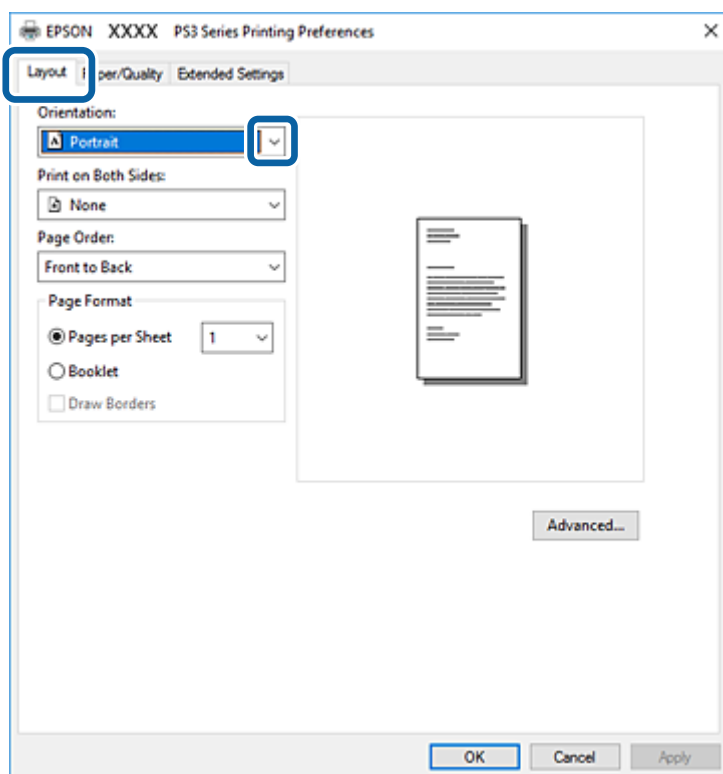 EPSON XXXX PS3 Series Printing Preferences
Layout per/Quality Extended Settings
Orientation:
Portrait
Print on Both Sides:
None
Page Order:
Front to Back
Page Format
Pages per Sheet 1
Booklet
Draw Borders
Advanced...
OK Cancel Apply